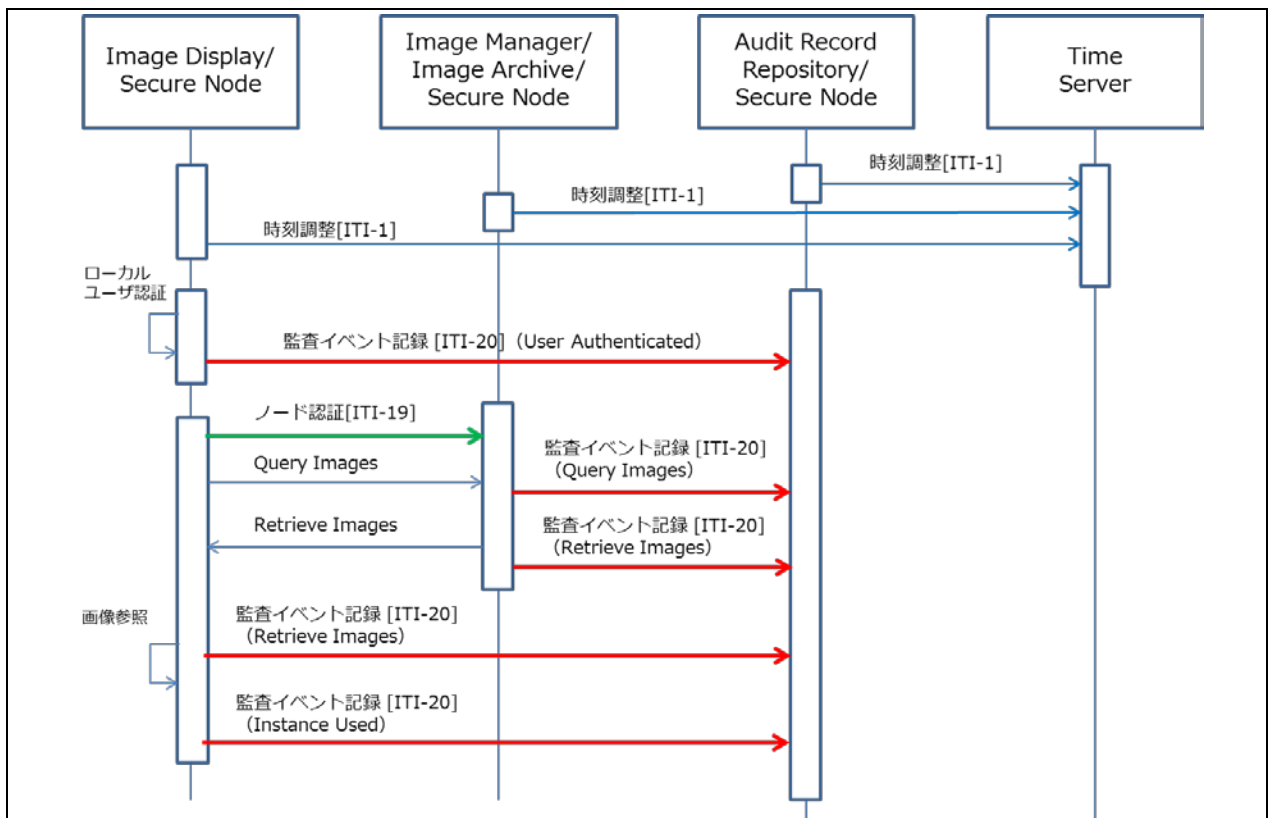 Image Display/
Secure Node
Image Manager/
Image Archive/
Secure Node
Audit Record
Repository/
Secure Node
Time
Server
時刻調整[ITI-1]
時刻調整[ITI-1]
時刻調整[ITI-1]
ローカル
ユーザ認証
監査イベント記録 [ITI-20]（User Authenticated）
ノード認証[ITI-19]
Query Images
監査イベント記録 [ITI-20]
（Query Images）
Retrieve Images
監査イベント記録 [ITI-20]
（Retrieve Images）
画像参照
監査イベント記録 [ITI-20]
（Retrieve Images）
監査イベント記録 [ITI-20]
（Instance Used）